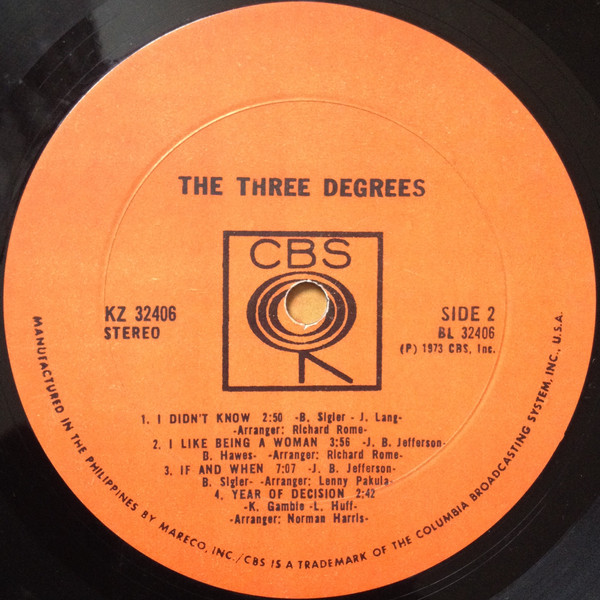 THE THREE DEGREES
CBS
KZ 32406
STEREO
SIDE 2
BL 32406
(P) 1973 CBS, Inc.
1. I DIDN'T KNOW 2:50 -B. Sigler - J. Lang-
-Arranger: Richard Rome-
2. I LIKE BEING A WOMAN 3:56 -J. B. Jefferson-
B. Hawes- -Arranger: Richard Rome-
3. IF AND WHEN 7:07 -J. B. Jefferson-
B. Sigler- -Arranger: Lenny Pakula-
4. YEAR OF DECISION 2:42
-K. Gamble -L. Huff-
-Arranger: Norman Harris-
MANUFACTURED IN THE PHILIPPINES BY MARECO, INC./CBS IS A TRADEMARK OF THE COLUMBIA BROADCASTING SYSTEM, INC., U.S.A.